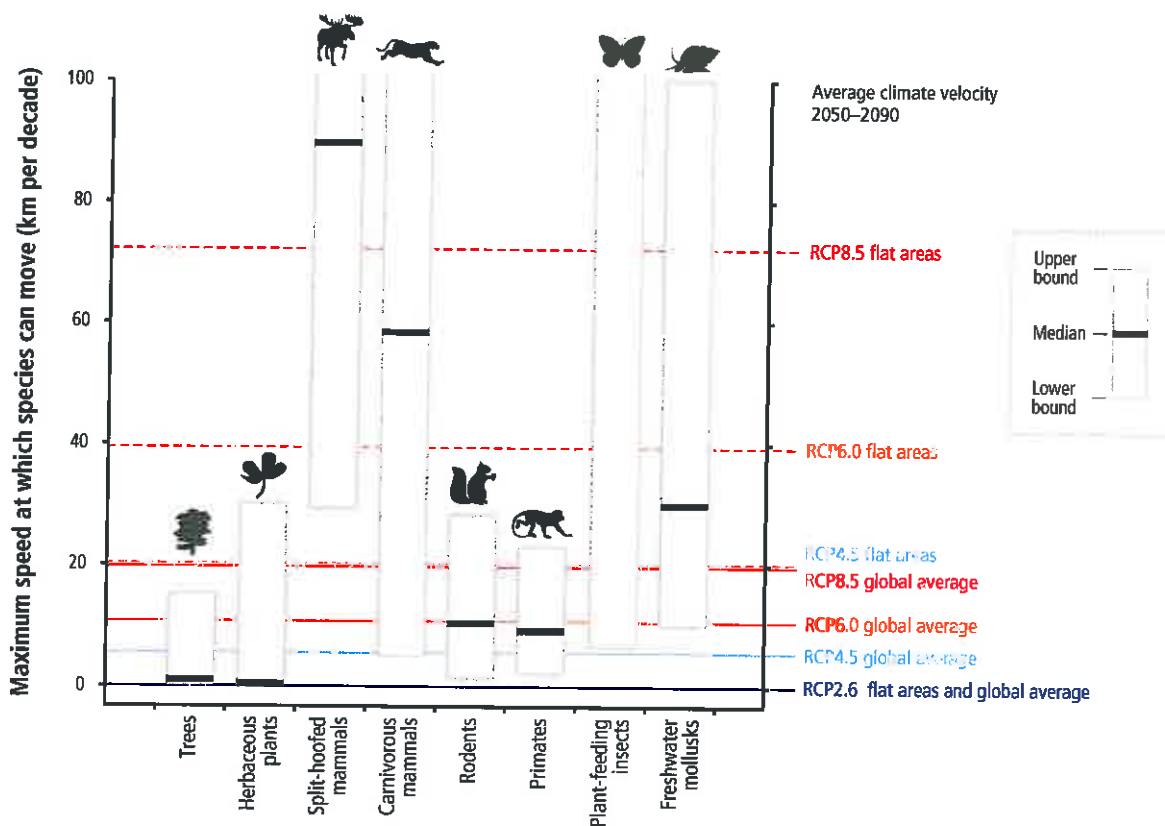 Maximum speed at which species can move (km per decade)
100
80
60
40
20
0
Average climate velocity
2050–2090
RCP8.5 flat areas
RCP6.0 flat areas
RCP4.5 flat areas
RCP8.5 global average
RCP6.0 global average
RCP4.5 global average
RCP2.6 flat areas and global average
Upper
bound
Median
Lower
bound
Trees
Herbaceous
plants
Split-hoofed
mammals
Carnivorous
mammals
Rodents
Primates
Plant-feeding
insects
Freshwater
mollusks